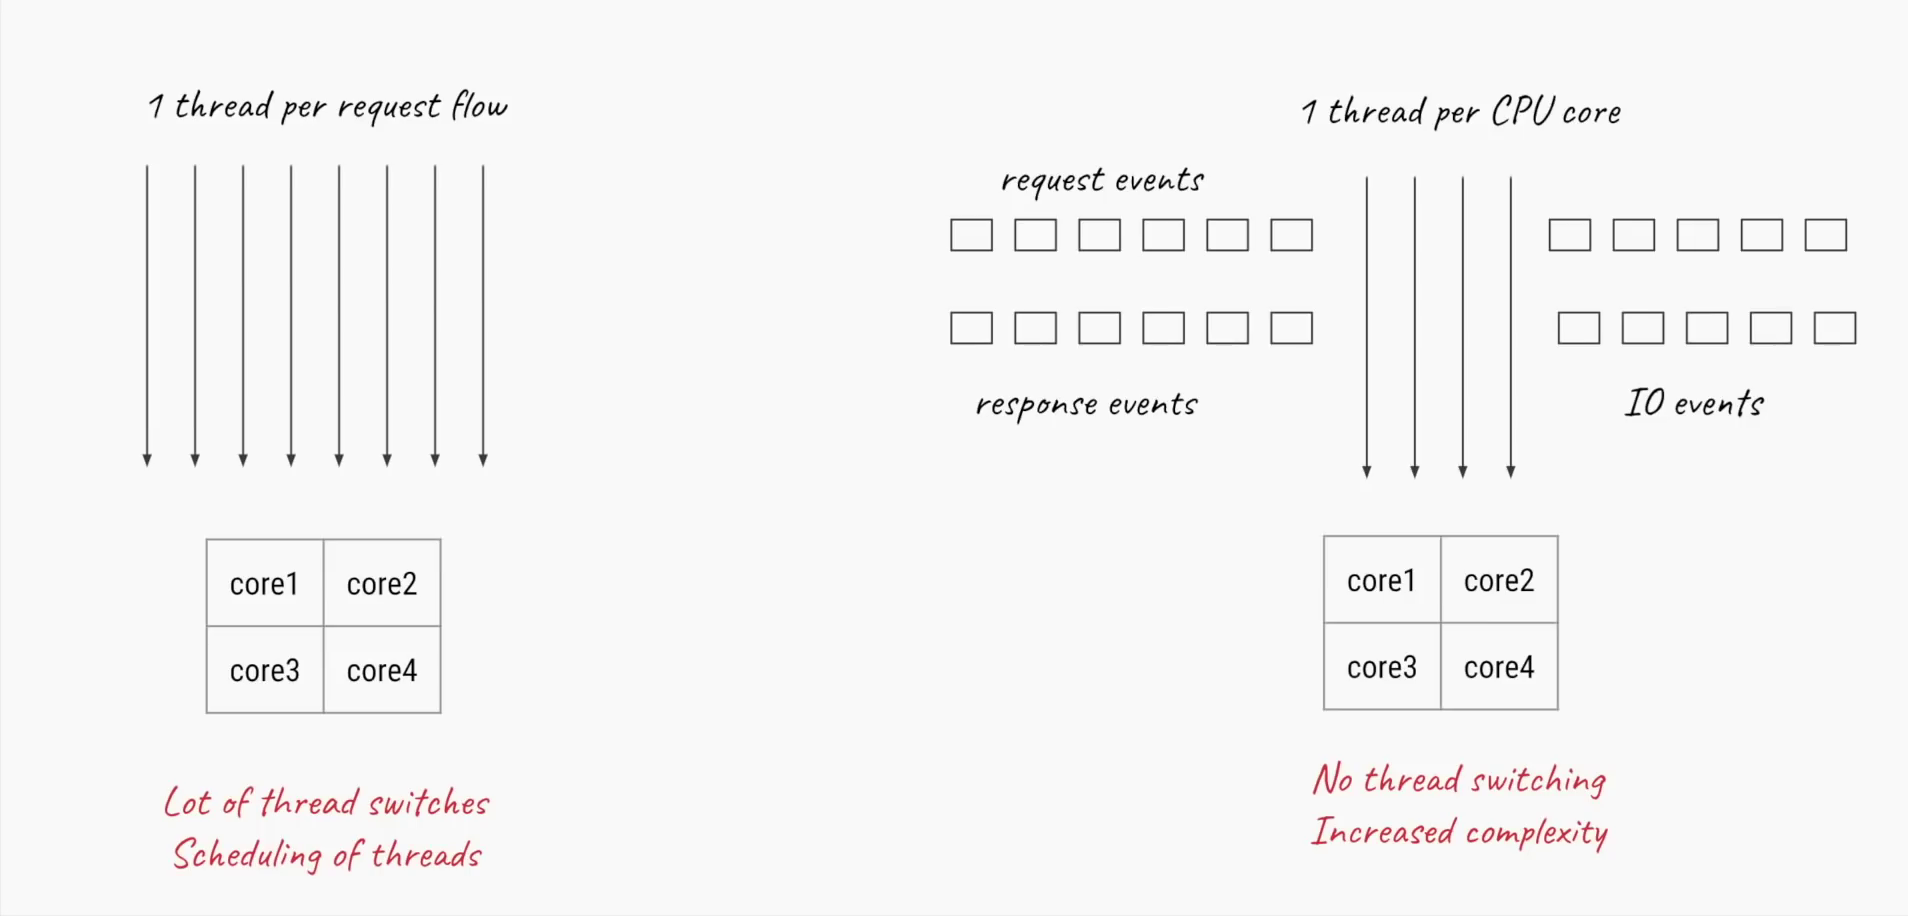 1 thread per request flow
core1 core2
core3 core4
Lot of thread switches
Scheduling of threads
1 thread per CPU core
request events
response events
IO events
core1 core2
core3 core4
No thread switching
Increased complexity